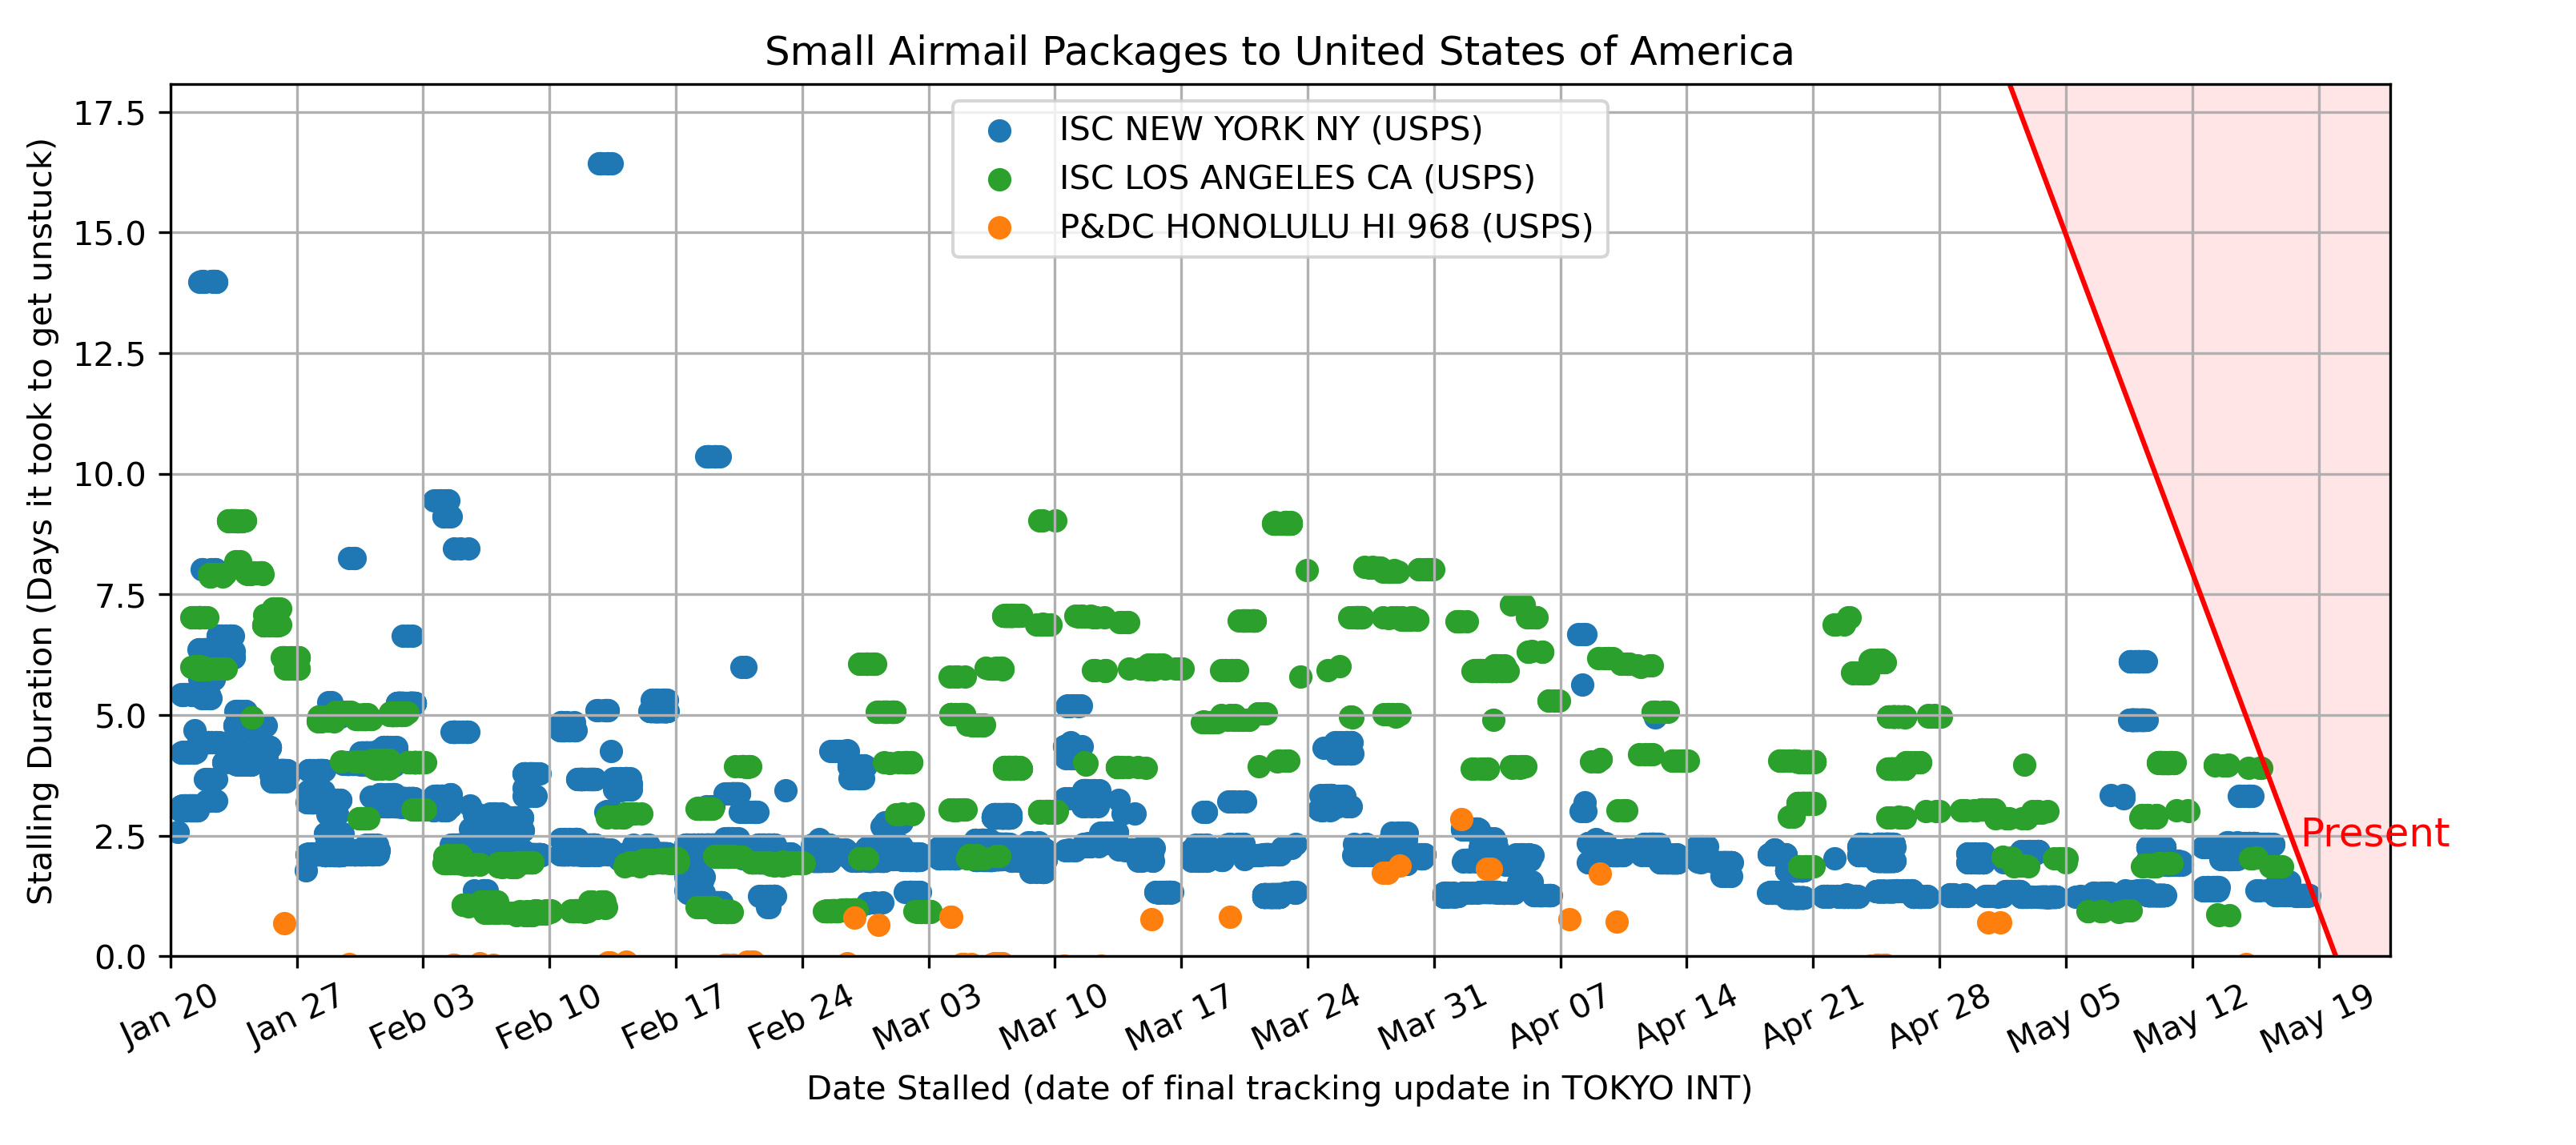 Small Airmail Packages to United States of America
Stalling Duration (Days it took to get unstuck)
17.5
15.0
12.5
10.0
7.5
5.0
2.5
0.0
ISC NEW YORK NY (USPS)
ISC LOS ANGELES CA (USPS)
P&DC HONOLULU HI 968 (USPS)
Present
Jan 20
Jan 27
Feb 03
Feb 10
Feb 17
Feb 24
Mar 03
Mar 10
Mar 17
Mar 24
Mar 31
Apr 07
Apr 14
Apr 21
Apr 28
May 05
May 12
May 19
Date Stalled (date of final tracking update in TOKYO INT)